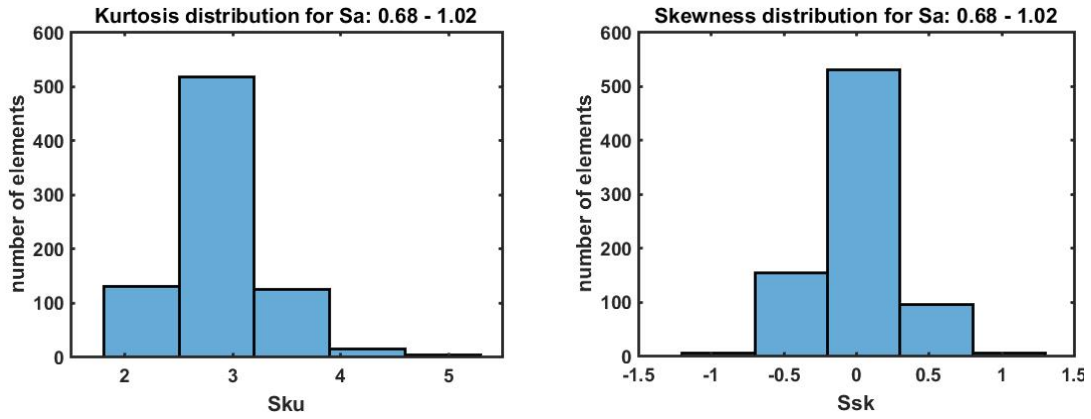 Kurtosis distribution for Sa: 0.68 - 1.02
600
500
400
300
200
100
0
number of elements
2 3 4 5
Sku
Skewness distribution for Sa: 0.68 - 1.02
600
500
400
300
200
100
0
number of elements
-1.5 -1 -0.5 0 0.5 1 1.5
Ssk